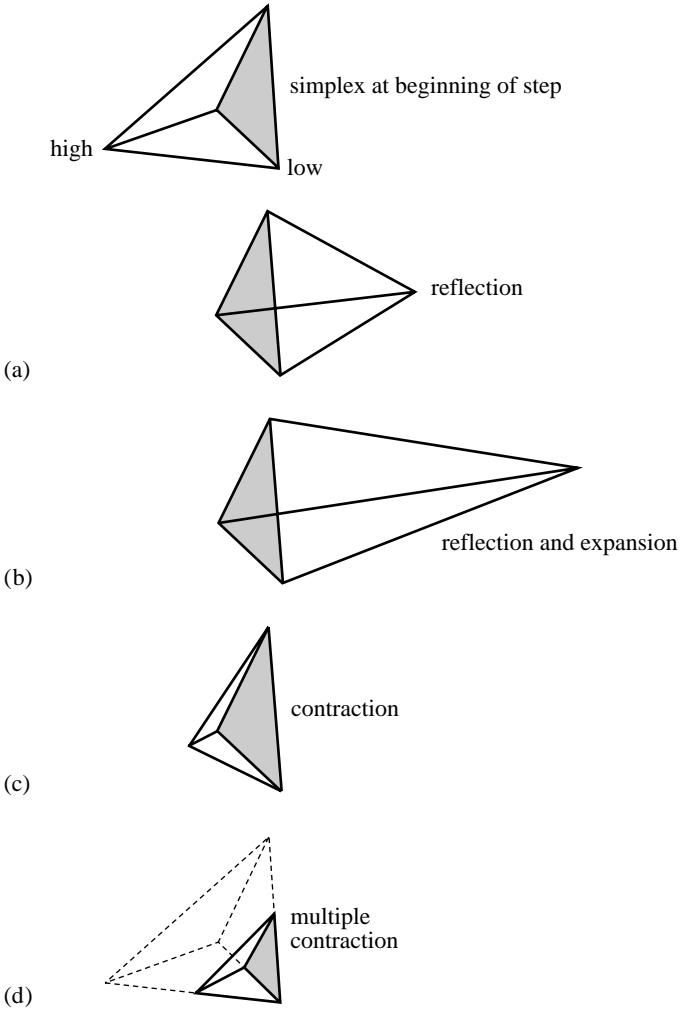 simplex at beginning of step
high
low
reflection
(a)
reflection and expansion
(b)
contraction
(c)
multiple
contraction
(d)